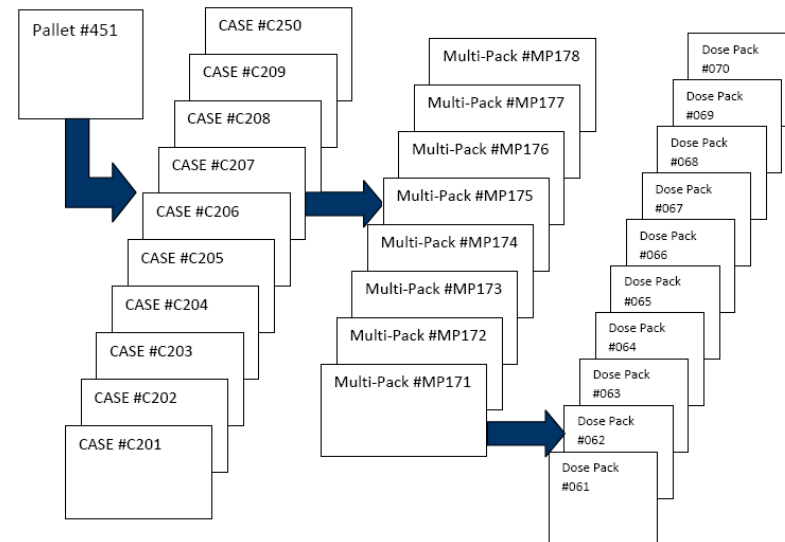 Pallet #451
CASE #C250
CASE #C209
CASE #C208
CASE #C207
CASE #C206
CASE #C205
CASE #C204
CASE #C203
CASE #C202
CASE #C201
Multi-Pack #MP178
Multi-Pack #MP177
Multi-Pack #MP176
Multi-Pack #MP175
Multi-Pack #MP174
Multi-Pack #MP173
Multi-Pack #MP172
Multi-Pack #MP171
Dose Pack
#070
Dose Pack
#069
Dose Pack
#068
Dose Pack
#067
Dose Pack
#066
Dose Pack
#065
Dose Pack
#064
Dose Pack
#063
Dose Pack
#062
Dose Pack
#061